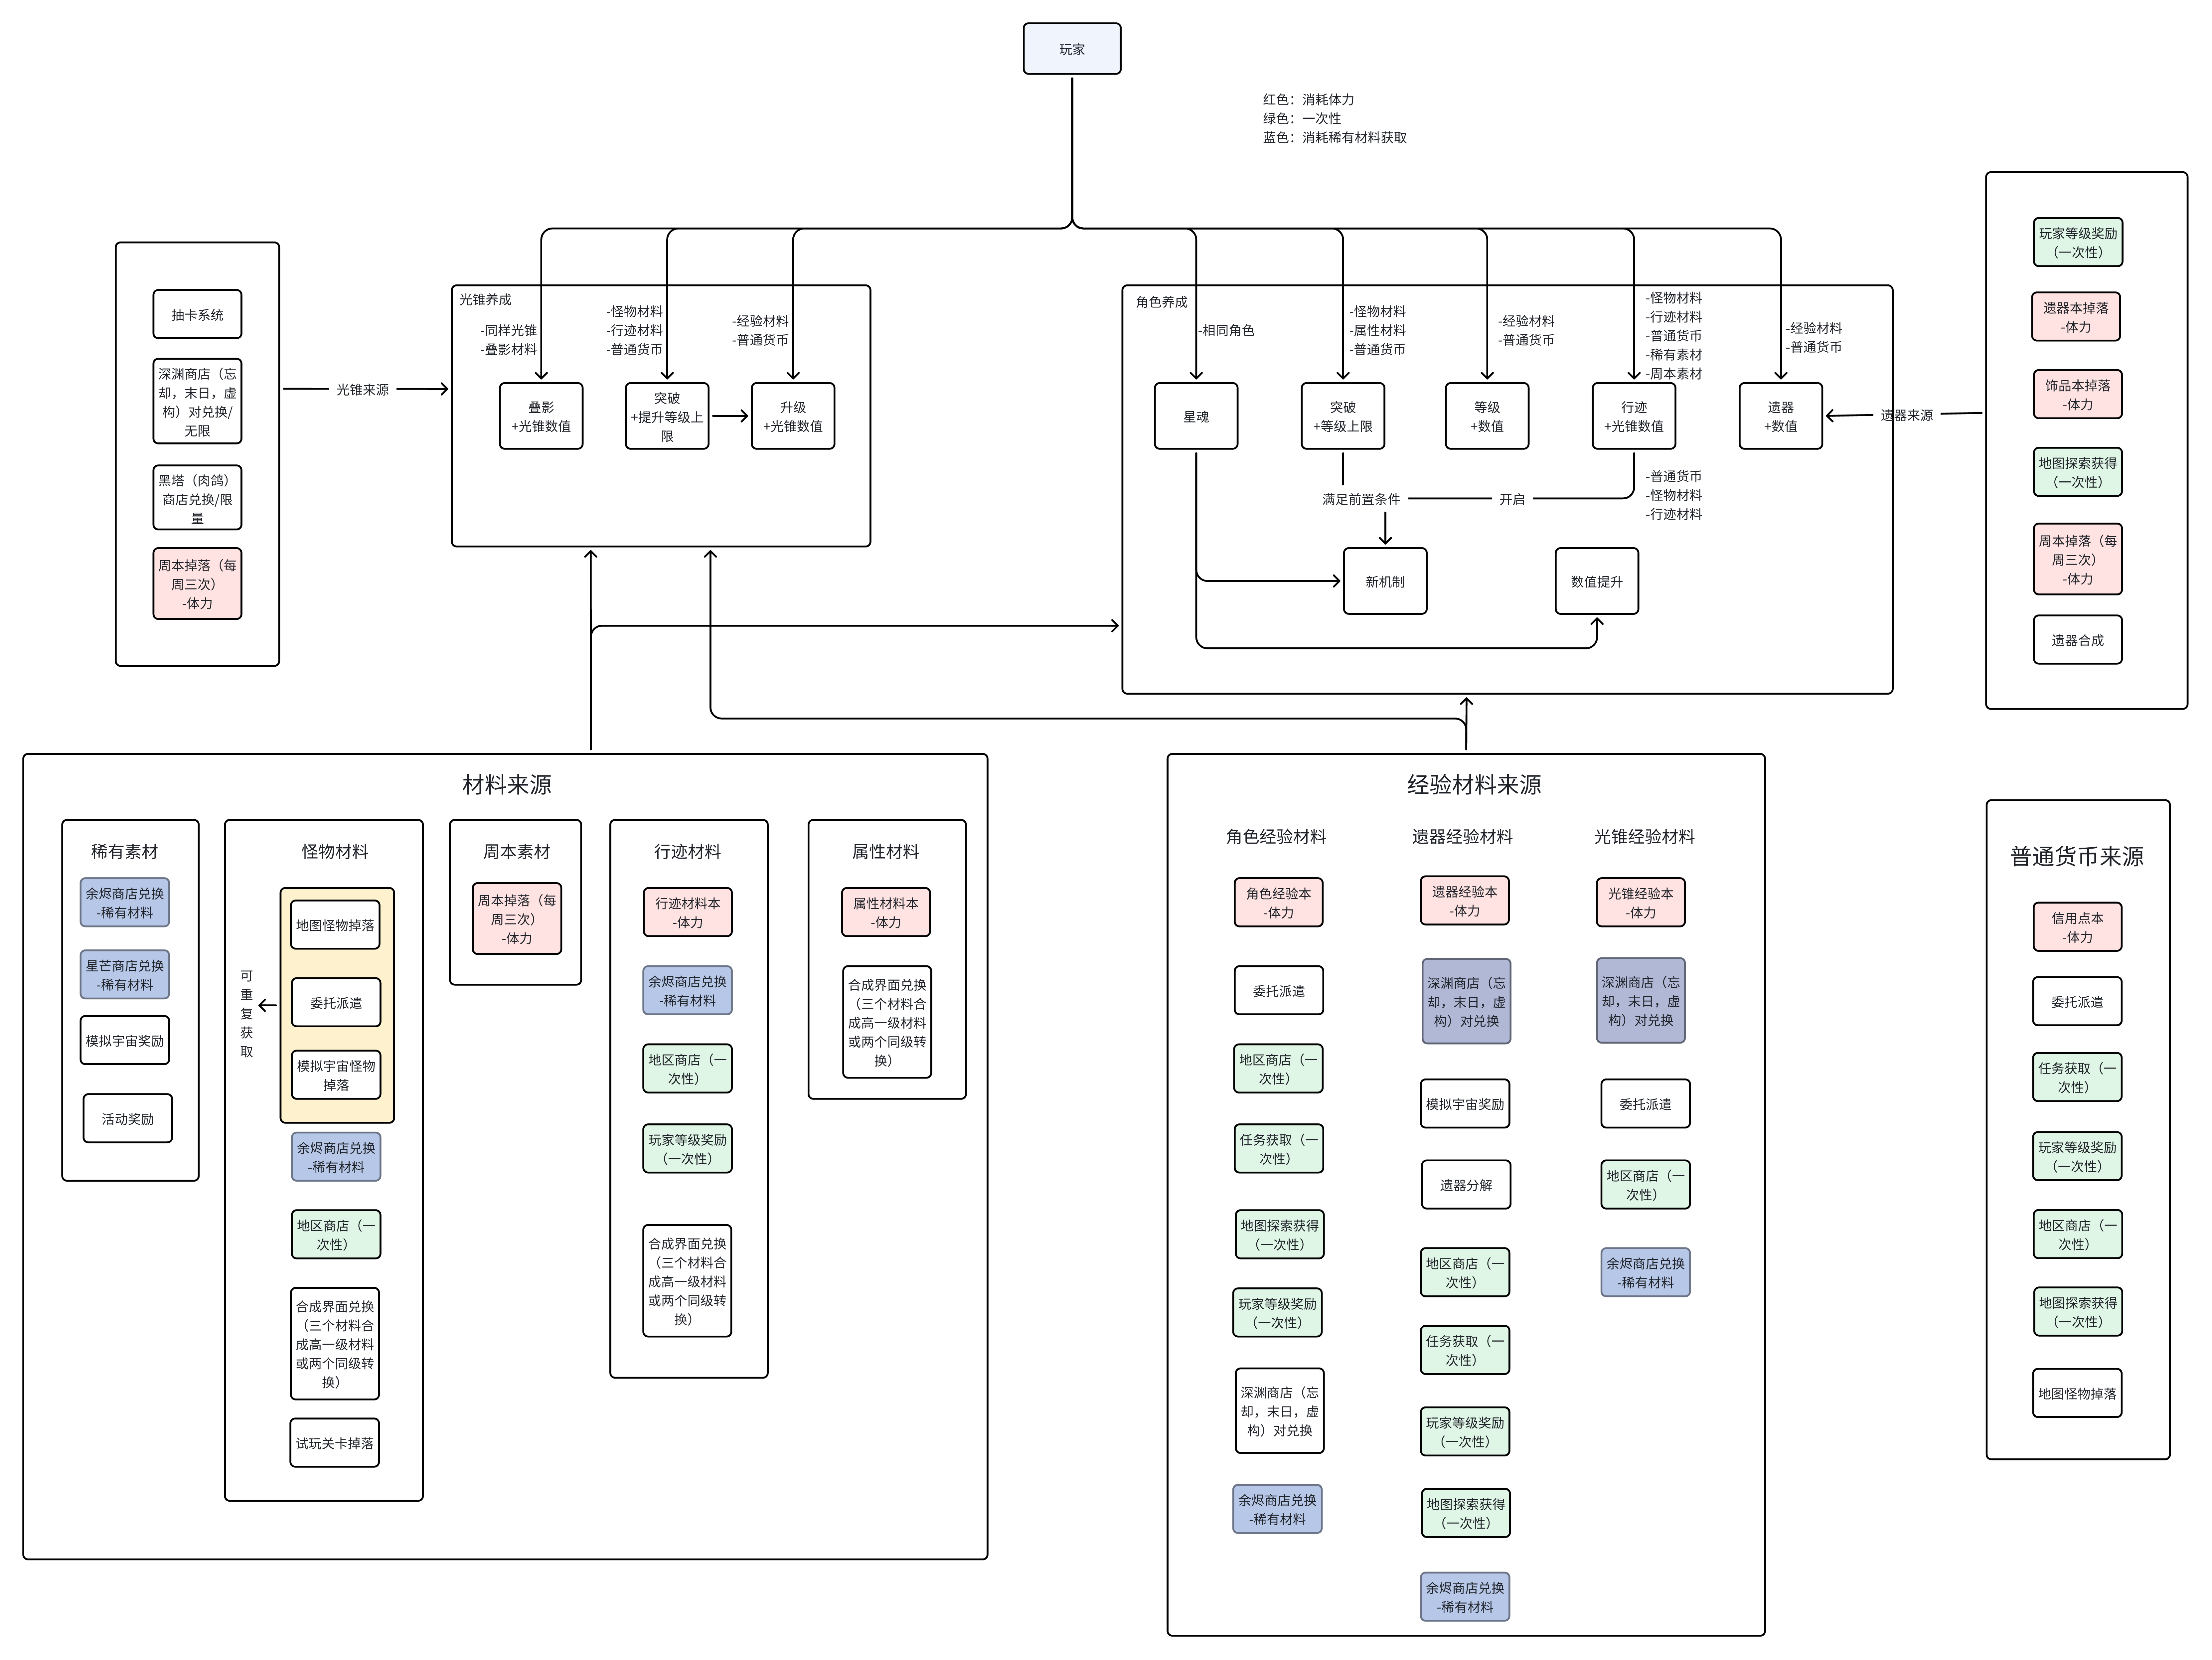 玩家
红色：消耗体力
绿色：一次性
蓝色：消耗稀有材料获取
抽卡系统
深渊商店（忘
却，末日，虚
构）对兑换/
无限
黑塔（肉鸽）
商店兑换/限
量
周本掉落（每
周三次）
-体力
光锥来源
光锥养成
-同样光锥
-叠影材料
-怪物材料
-行迹材料
-普通货币
-经验材料
-普通货币
叠影
+光锥数值
突破
+提升等级上
限
升级
+光锥数值
角色养成
-相同角色
-怪物材料
-属性材料
-普通货币
-经验材料
-普通货币
-怪物材料
-行迹材料
-普通货币
-稀有素材
-周本素材
-经验材料
-普通货币
星魂
突破
+等级上限
等级
+数值
行迹
+光锥数值
遗器
+数值
满足前置条件
开启
-普通货币
-怪物材料
-行迹材料
新机制
数值提升
遗器来源
玩家等级奖励
（一次性）
遗器本掉落
-体力
饰品本掉落
-体力
地图探索获得
（一次性）
周本掉落（每
周三次）
-体力
遗器合成
材料来源
稀有素材
余烬商店兑换
-稀有材料
星芒商店兑换
-稀有材料
模拟宇宙奖励
活动奖励
怪物材料
地图怪物掉落
委托派遣
模拟宇宙怪物
掉落
可
重
复
获
取
余烬商店兑换
-稀有材料
地区商店（一
次性）
合成界面兑换
（三个材料合
成高一级材料
或两个同级转
换）
试玩关卡掉落
周本素材
周本掉落（每
周三次）
-体力
行迹材料
行迹材料本
-体力
余烬商店兑换
-稀有材料
地区商店（一
次性）
玩家等级奖励
（一次性）
合成界面兑换
（三个材料合
成高一级材料
或两个同级转
换）
属性材料
属性材料本
-体力
合成界面兑换
（三个材料合
成高一级材料
或两个同级转
换）
经验材料来源
角色经验材料
角色经验本
-体力
委托派遣
地区商店（一
次性）
任务获取（一
次性）
地图探索获得
（一次性）
玩家等级奖励
（一次性）
深渊商店（忘
却，末日，虚
构）对兑换
余烬商店兑换
-稀有材料
遗器经验材料
遗器经验本
-体力
深渊商店（忘
却，末日，虚
构）对兑换
模拟宇宙奖励
遗器分解
地区商店（一
次性）
任务获取（一
次性）
玩家等级奖励
（一次性）
地图探索获得
（一次性）
余烬商店兑换
-稀有材料
光锥经验材料
光锥经验本
-体力
深渊商店（忘
却，末日，虚
构）对兑换
委托派遣
地区商店（一
次性）
余烬商店兑换
-稀有材料
普通货币来源
信用点本
-体力
委托派遣
任务获取（一
次性）
玩家等级奖励
（一次性）
地区商店（一
次性）
地图探索获得
（一次性）
地图怪物掉落